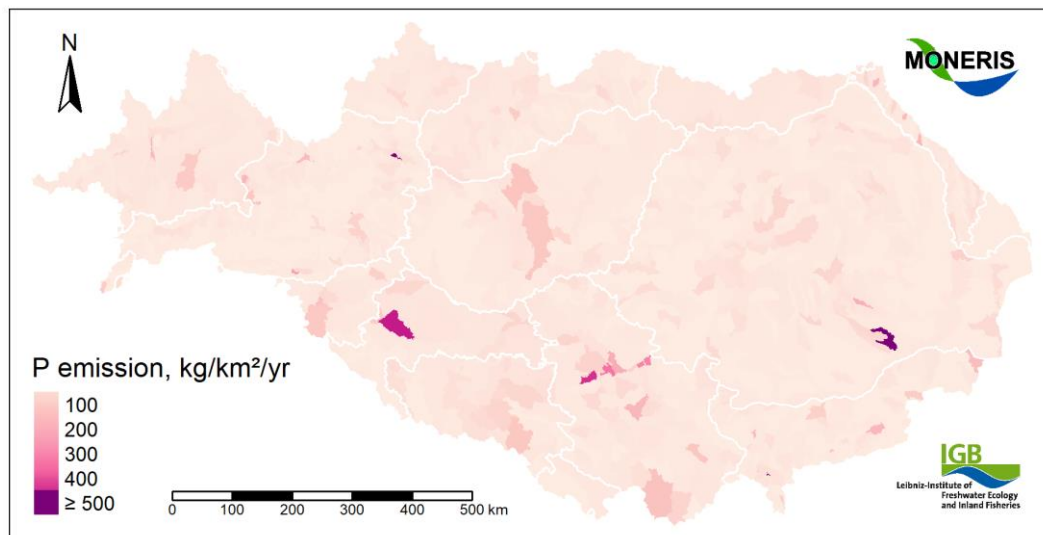 N
MONERIS
P emission, kg/km²/yr
100
200
300
400
≥ 500
0 100 200 300 400 500 km
IGB
Leibniz-Institute of
Freshwater Ecology
and Inland Fisheries